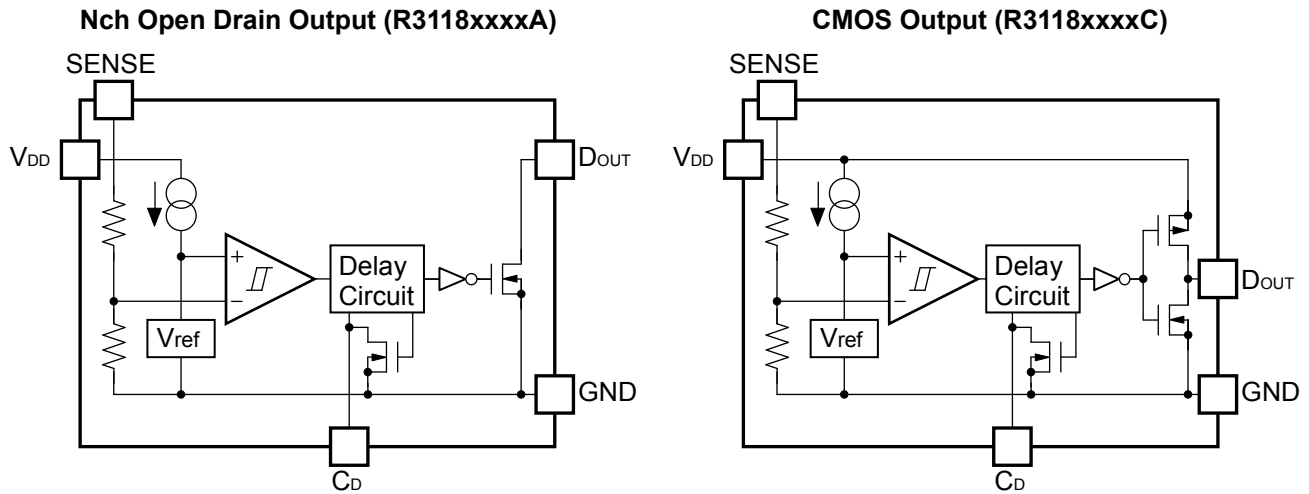 Nch Open Drain Output (R3118xxxxA)
SENSE
VDD
DOUT
+
−
Delay
Circuit
Vref
GND
CD
CMOS Output (R3118xxxxC)
SENSE
VDD
+
−
Delay
Circuit
DOUT
Vref
GND
CD